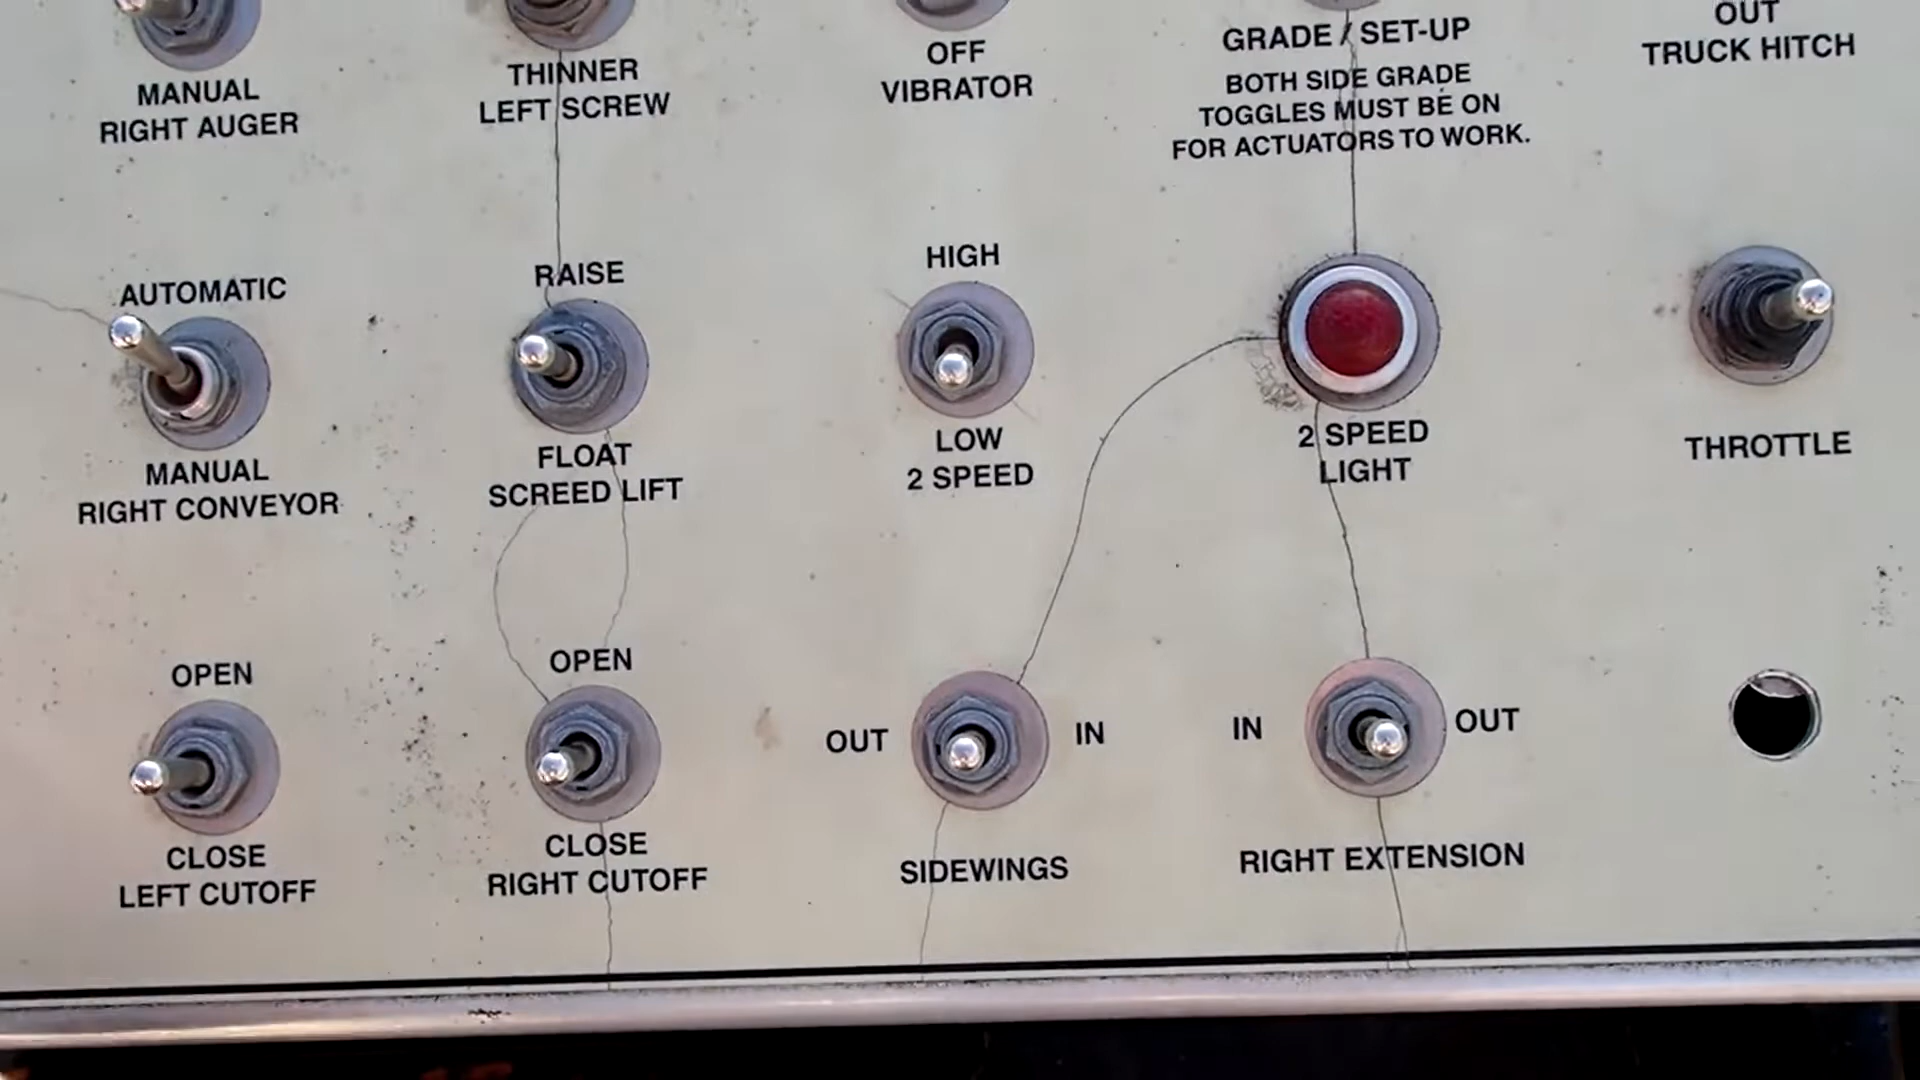 MANUAL
RIGHT AUGER
THINNER
LEFT SCREW
OFF
VIBRATOR
GRADE / SET-UP
BOTH SIDE GRADE
TOGGLES MUST BE ON
FOR ACTUATORS TO WORK.
OUT
TRUCK HITCH
AUTOMATIC
MANUAL
RIGHT CONVEYOR
RAISE
FLOAT
SCREED LIFT
HIGH
LOW
2 SPEED
2 SPEED
LIGHT
THROTTLE
OPEN
CLOSE
LEFT CUTOFF
OPEN
CLOSE
RIGHT CUTOFF
OUT
IN
SIDEWINGS
IN
OUT
RIGHT EXTENSION